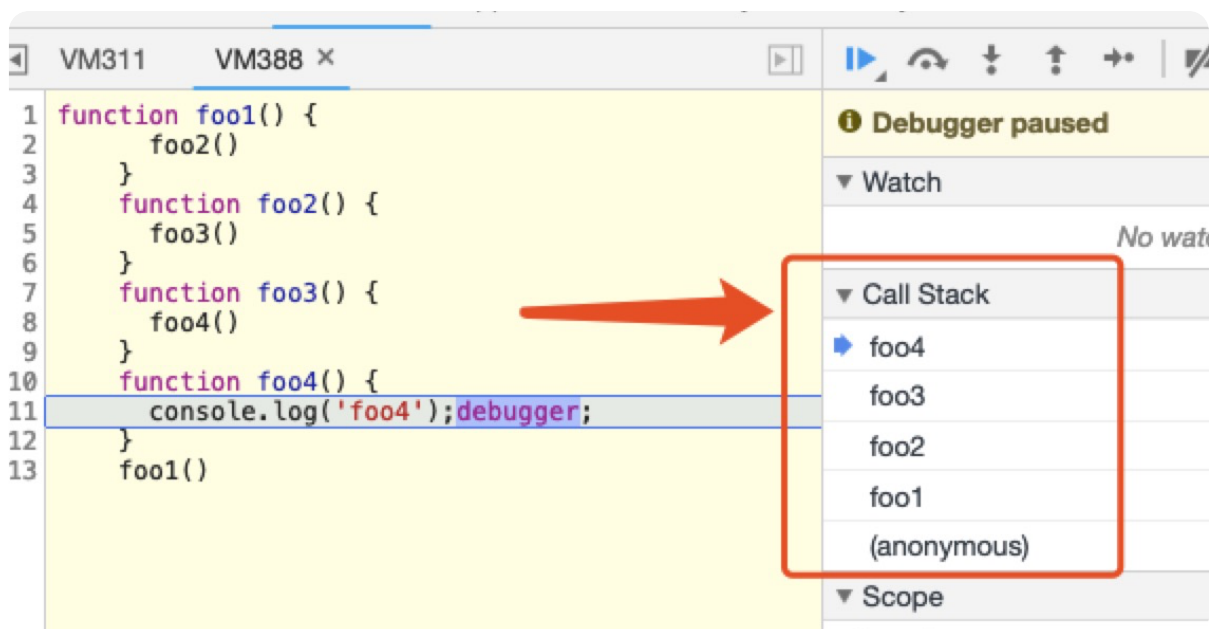 VM311 VM388 ×
1 function foo1() {
2 foo2()
3 }
4 function foo2() {
5 foo3()
6 }
7 function foo3() {
8 foo4()
9 }
10 function foo4() {
11 console.log('foo4');debugger;
12 }
13 foo1()
Debugger paused
Watch
No
Call Stack
foo4
foo3
foo2
foo1
(anonymous)
Scope